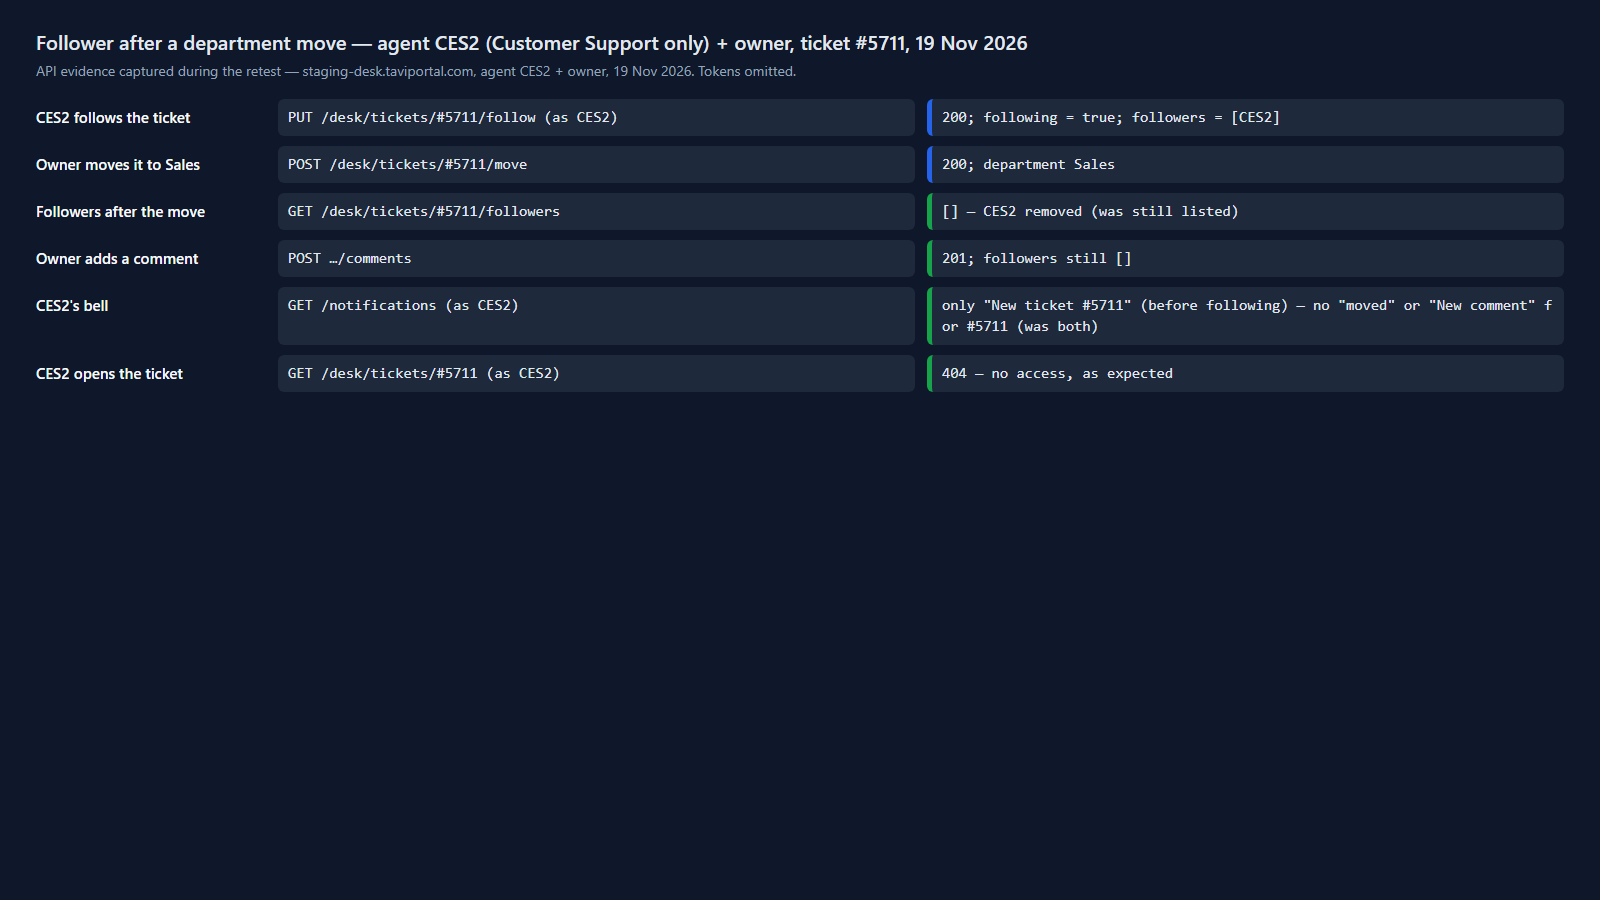 Follower after a department move — agent CES2 (Customer Support only) + owner, ticket #5711, 19 Nov 2026
API evidence captured during the retest — staging-desk.taviportal.com, agent CES2 + owner, 19 Nov 2026. Tokens omitted.
CES2 follows the ticket PUT /desk/tickets/#5711/follow (as CES2) 200; following = true; followers = [CES2]
Owner moves it to Sales POST /desk/tickets/#5711/move 200; department Sales
Followers after the move GET /desk/tickets/#5711/followers [] — CES2 removed (was still listed)
Owner adds a comment POST …/comments 201; followers still []
CES2's bell GET /notifications (as CES2) only "New ticket #5711" (before following) — no "moved" or "New comment" f
or #5711 (was both)
CES2 opens the ticket GET /desk/tickets/#5711 (as CES2) 404 — no access, as expected